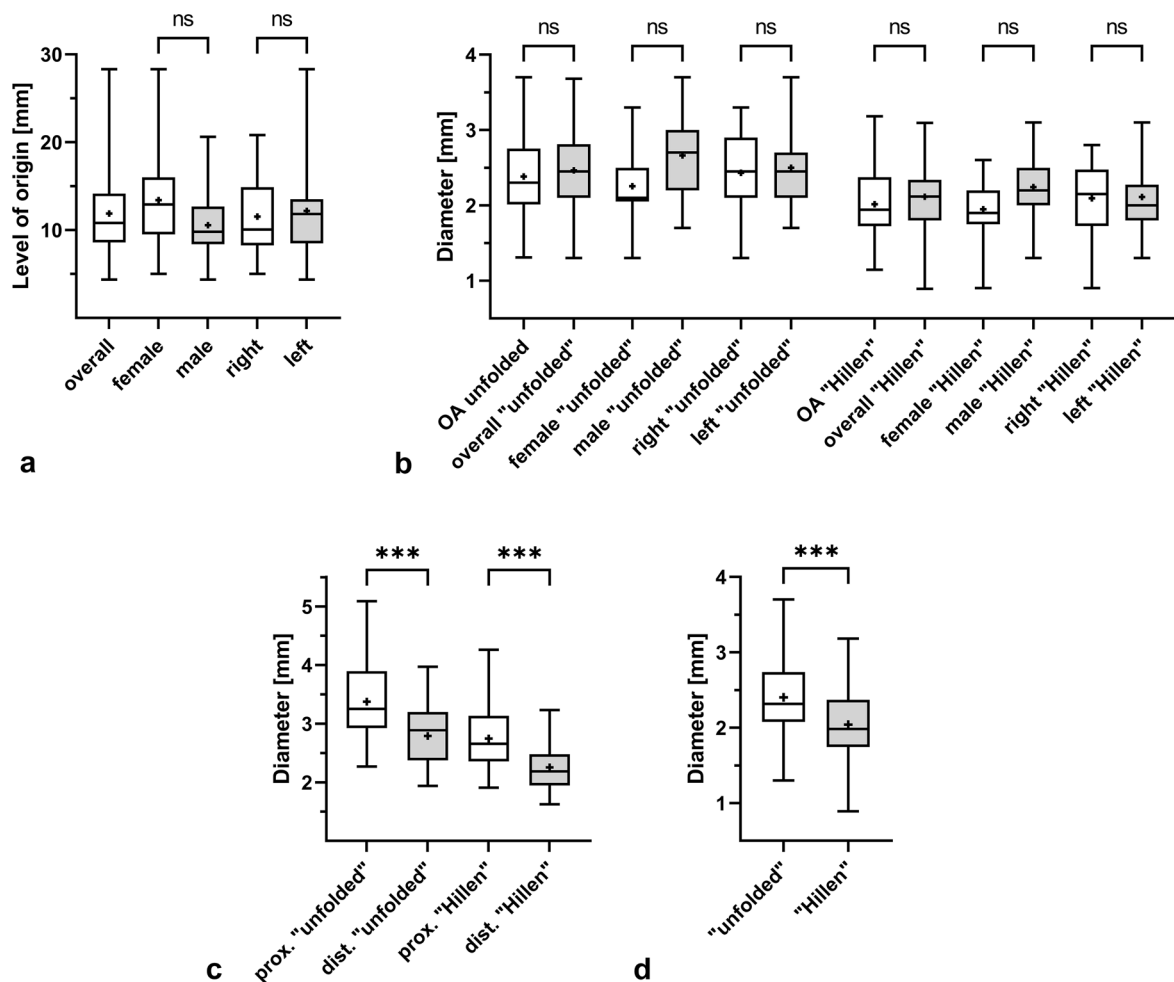 ns
ns
Level of origin [mm]
30
20
10
overall
female
male
right
left
a
ns
ns
ns
ns
ns
ns
Diameter [mm]
4
3
2
1
OA unfolded
overall "unfolded"
female "unfolded"
male "unfolded"
right "unfolded"
left "unfolded"
OA "Hillen"
overall "Hillen"
female "Hillen"
male "Hillen"
right "Hillen"
left "Hillen"
b
***
***
Diameter [mm]
5
4
3
2
prox. "unfolded"
dist. "unfolded"
prox. "Hillen"
dist. "Hillen"
c
***
Diameter [mm]
4
3
2
1
"unfolded"
"Hillen"
d